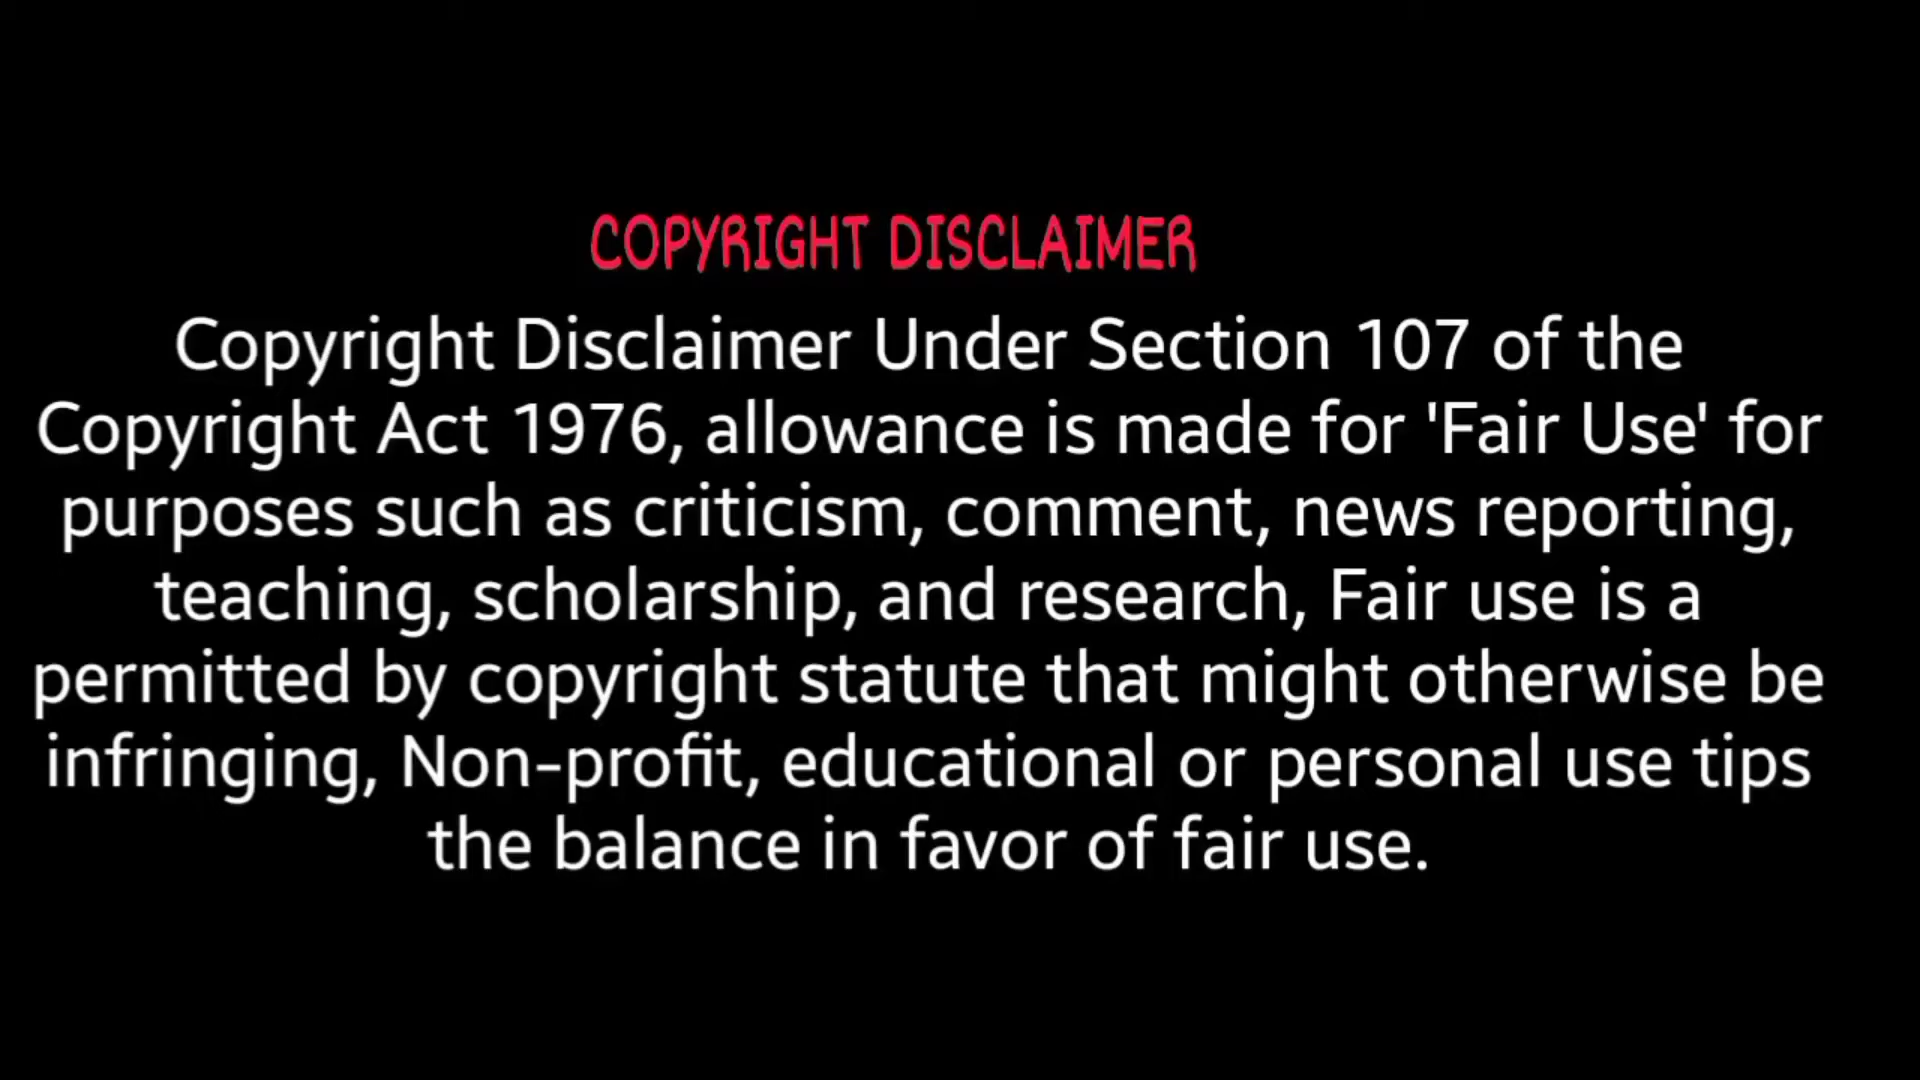 COPYRIGHT DISCLAIMER
Copyright Disclaimer Under Section 107 of the
Copyright Act 1976, allowance is made for 'Fair Use' for
purposes such as criticism, comment, news reporting,
teaching, scholarship, and research, Fair use is a
permitted by copyright statute that might otherwise be
infringing, Non-profit, educational or personal use tips
the balance in favor of fair use.